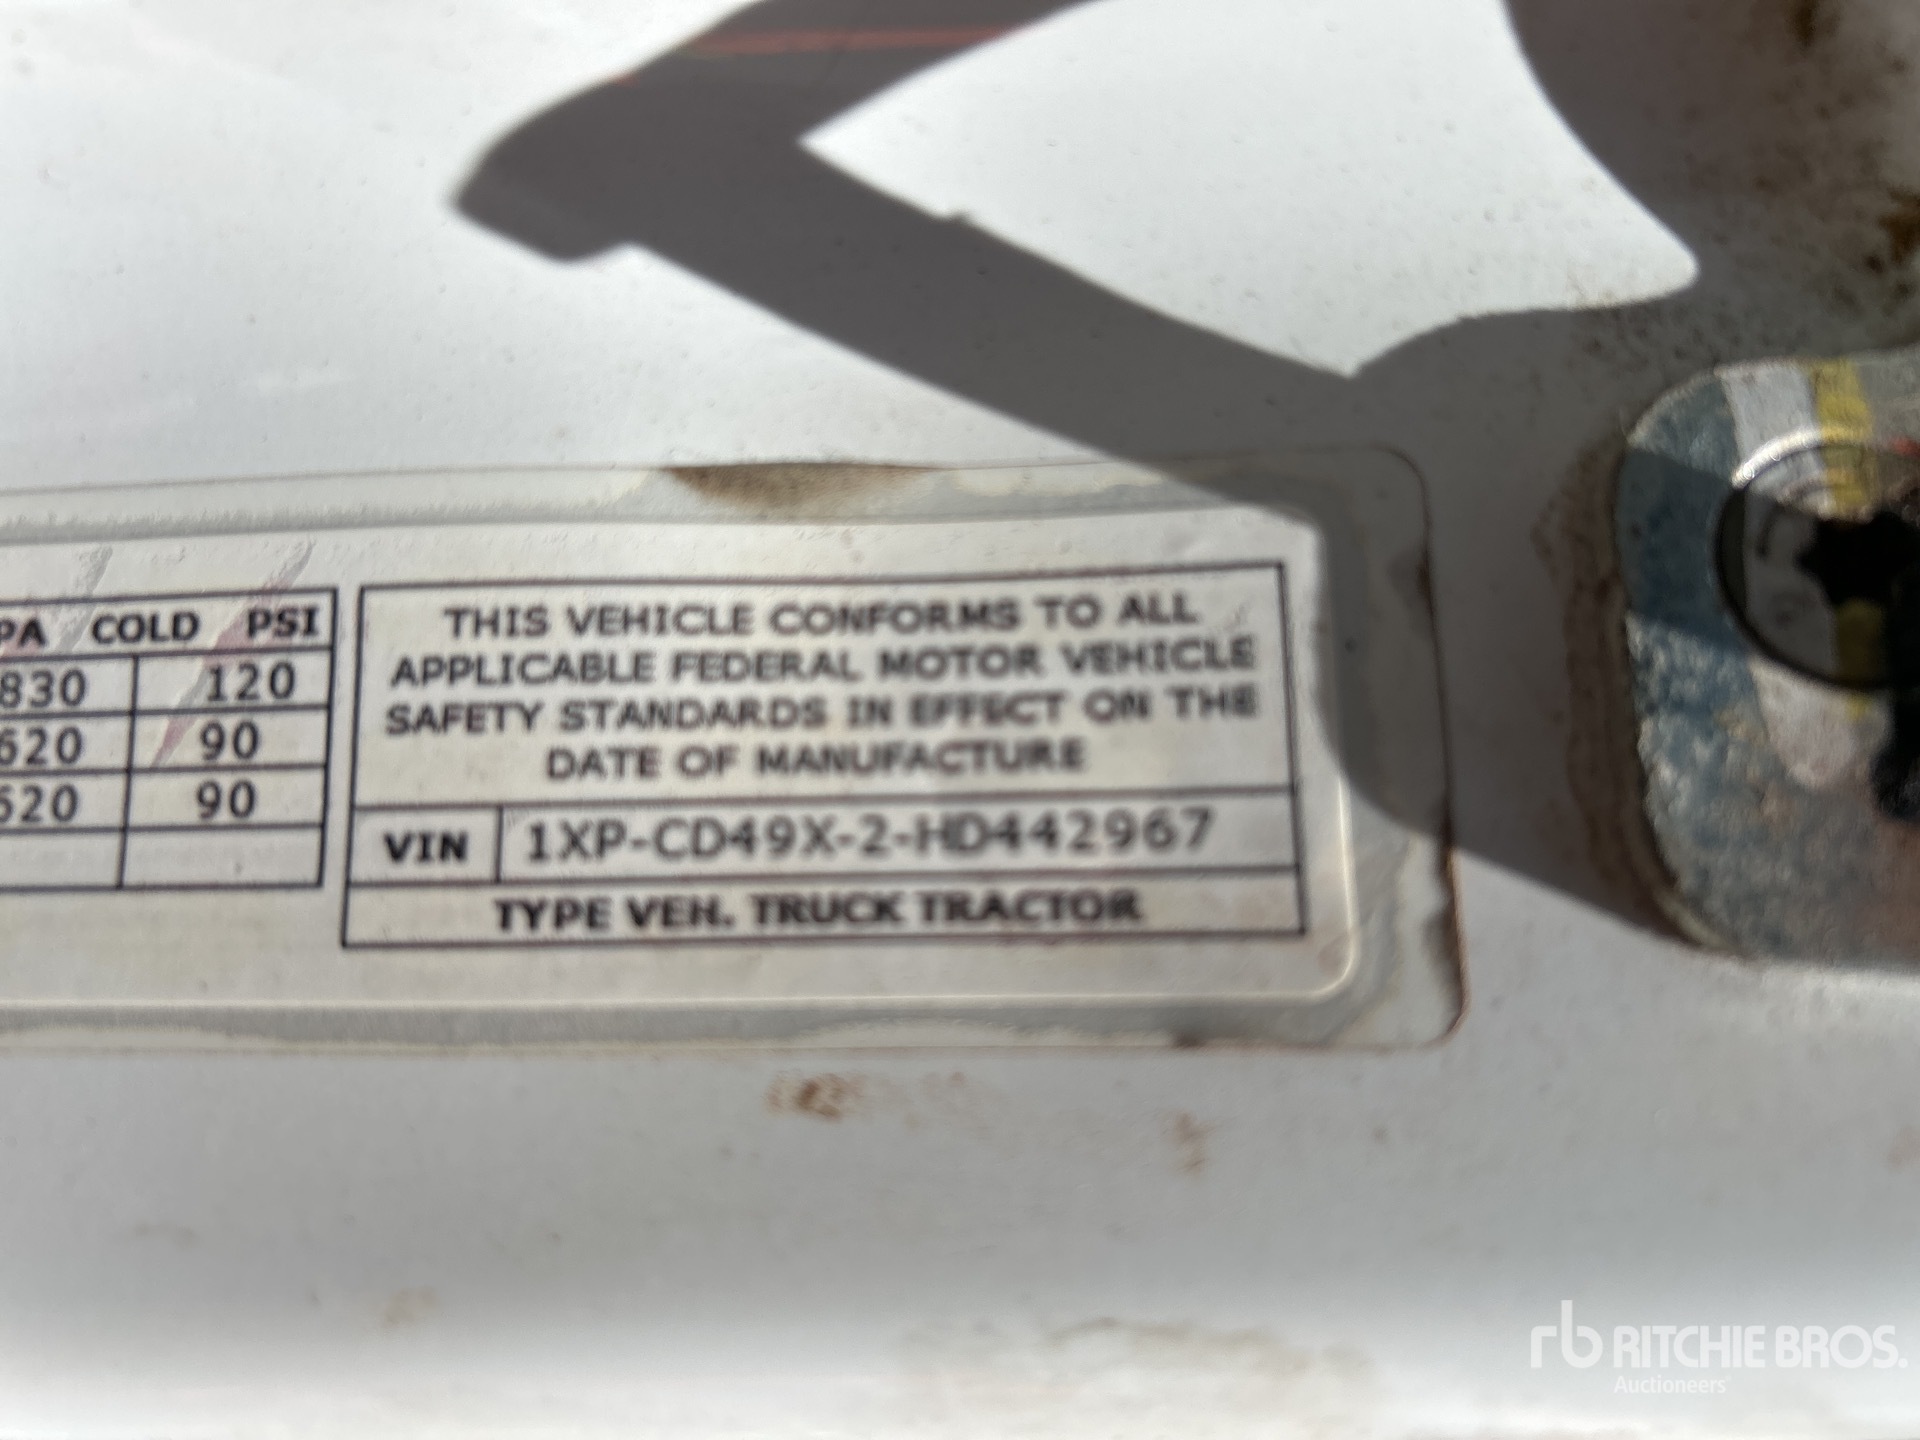 PA COLD PSI
830 120
620 90
620 90
THIS VEHICLE CONFORMS TO ALL
APPLICABLE FEDERAL MOTOR VEHICLE
SAFETY STANDARDS IN EFFECT ON THE
DATE OF MANUFACTURE
VIN 1XP-CD49X-2-HD442967
TYPE VEH. TRUCK TRACTOR
rb RITCHIE BROS.
Auctioneers